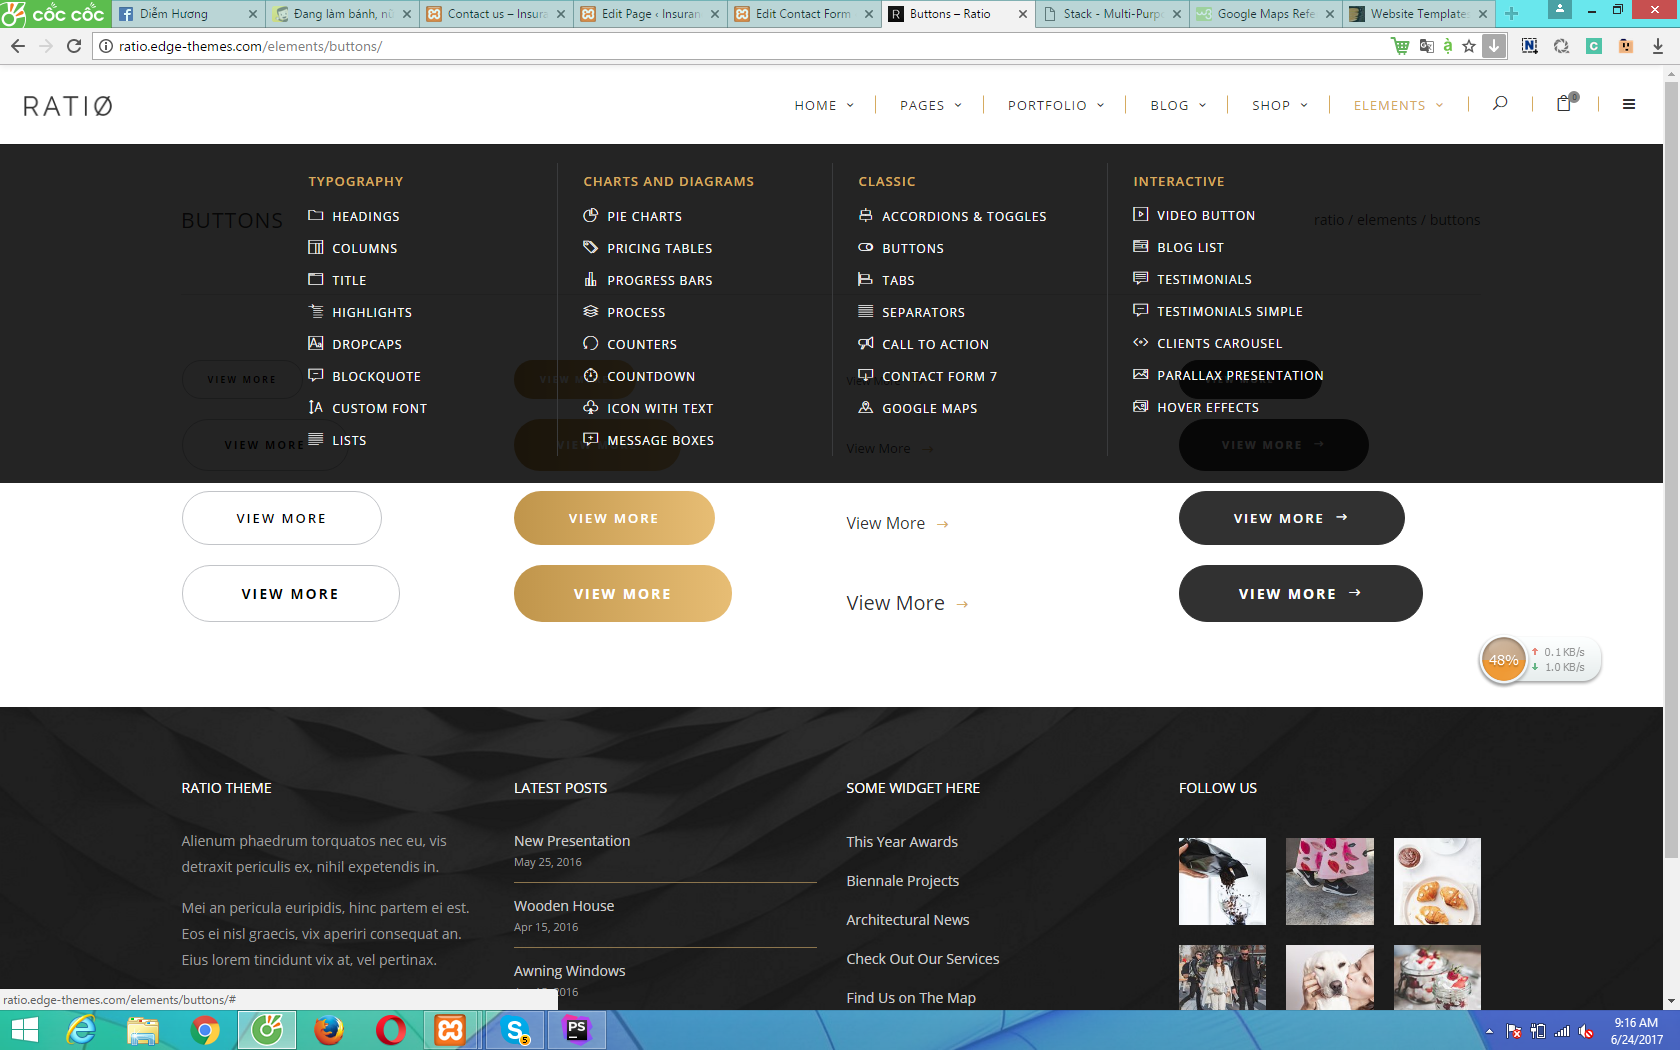 cốc cốc
Diễm Hương
Đang làm bánh, nũ
Contact us – Insura
Edit Page ‹ Insuran
Edit Contact Form
Buttons – Ratio
Stack - Multi-Purp
Google Maps Refe
Website Template
ratio.edge-themes.com/elements/buttons/
RATIØ
HOME
PAGES
PORTFOLIO
BLOG
SHOP
ELEMENTS
0
TYPOGRAPHY
HEADINGS
COLUMNS
TITLE
HIGHLIGHTS
DROPCAPS
BLOCKQUOTE
CUSTOM FONT
LISTS
CHARTS AND DIAGRAMS
PIE CHARTS
PRICING TABLES
PROGRESS BARS
PROCESS
COUNTERS
COUNTDOWN
ICON WITH TEXT
MESSAGE BOXES
CLASSIC
ACCORDIONS & TOGGLES
BUTTONS
TABS
SEPARATORS
CALL TO ACTION
CONTACT FORM 7
GOOGLE MAPS
INTERACTIVE
VIDEO BUTTON
BLOG LIST
TESTIMONIALS
TESTIMONIALS SIMPLE
CLIENTS CAROUSEL
PARALLAX PRESENTATION
HOVER EFFECTS
BUTTONS
ratio / elements / buttons
VIEW MORE
VIEW MORE
View More →
VIEW MORE →
VIEW MORE
VIEW MORE
View More →
VIEW MORE →
VIEW MORE
VIEW MORE
View More →
VIEW MORE →
48%
0.1 KB/s
1.0 KB/s
RATIO THEME
Alienum phaedrum torquatos nec eu, vis
detraxit periculis ex, nihil expetendis in.
Mei an pericula euripidis, hinc partem ei est.
Eos ei nisl graecis, vix aperiri consequat an.
Eius lorem tincidunt vix at, vel pertinax.
LATEST POSTS
New Presentation
May 25, 2016
Wooden House
Apr 15, 2016
Awning Windows
2016
SOME WIDGET HERE
This Year Awards
Biennale Projects
Architectural News
Check Out Our Services
Find Us on The Map
FOLLOW US
ratio.edge-themes.com/elements/buttons/#
5
PS
9:16 AM
6/24/2017